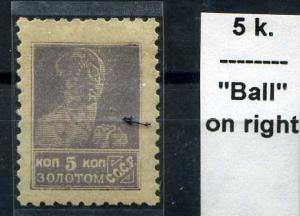 КОП 5 КОП
ЗОЛОТОМ
СССР
5 k.
--------
"Ball"
on right